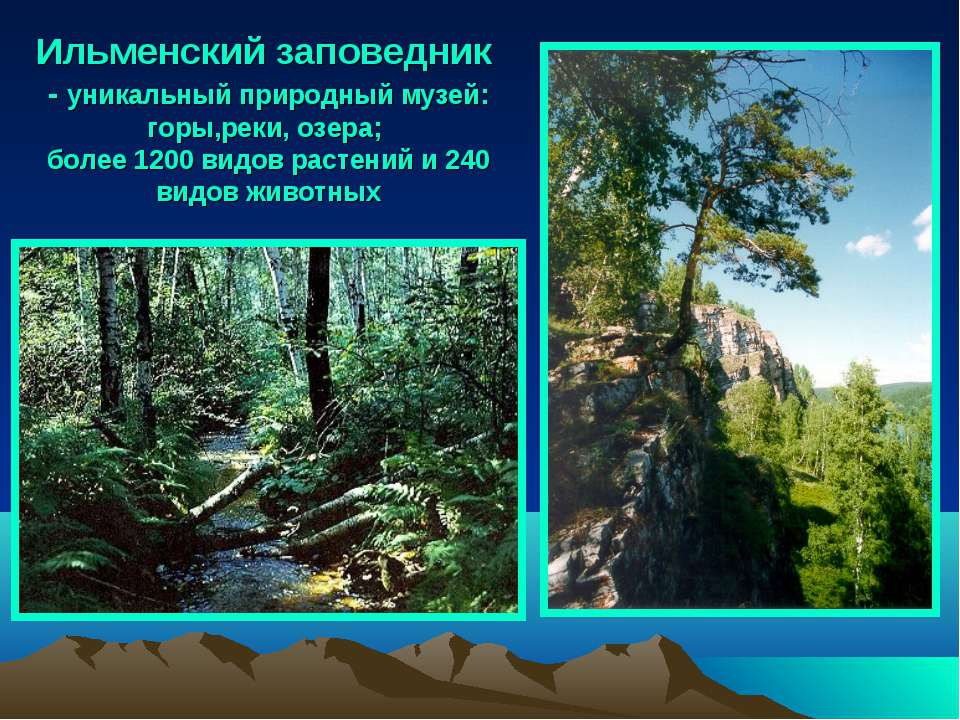 Ильменский заповедник
- уникальный природный музей:
горы,реки, озера;
более 1200 видов растений и 240
видов животных